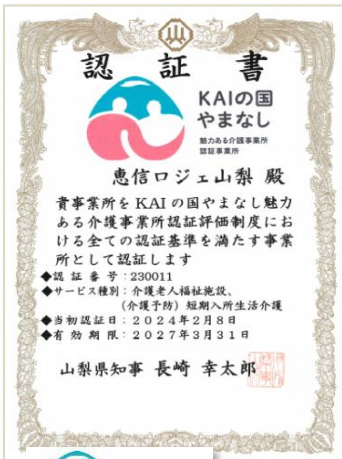 認証書
KAIの国
やまなし
魅力ある介護事業所
認証事業所
恵信ロジェ山梨 殿
貴事業所を KAI の国やまなし魅力
ある介護事業所認証評価制度にお
ける全ての認証基準を満たす事業
所として認証します
◆認証番号:230011
◆サービス種別:介護老人福祉施設、
(介護予防)短期入所生活介護
◆当初認証日:2024年2月8日
◆有効期限:2027年3月31日
山梨県知事 長崎 幸太郎